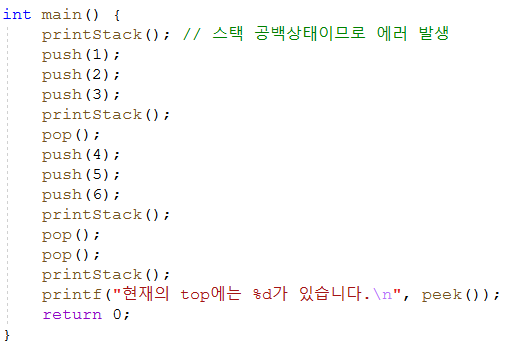 int main() {
    printStack(); // 스택 공백상태이므로 에러 발생
    push(1);
    push(2);
    push(3);
    printStack();
    pop();
    push(4);
    push(5);
    push(6);
    printStack();
    pop();
    pop();
    printStack();
    printf("현재의 top에는 %d가 있습니다.\n", peek());
    return 0;
}